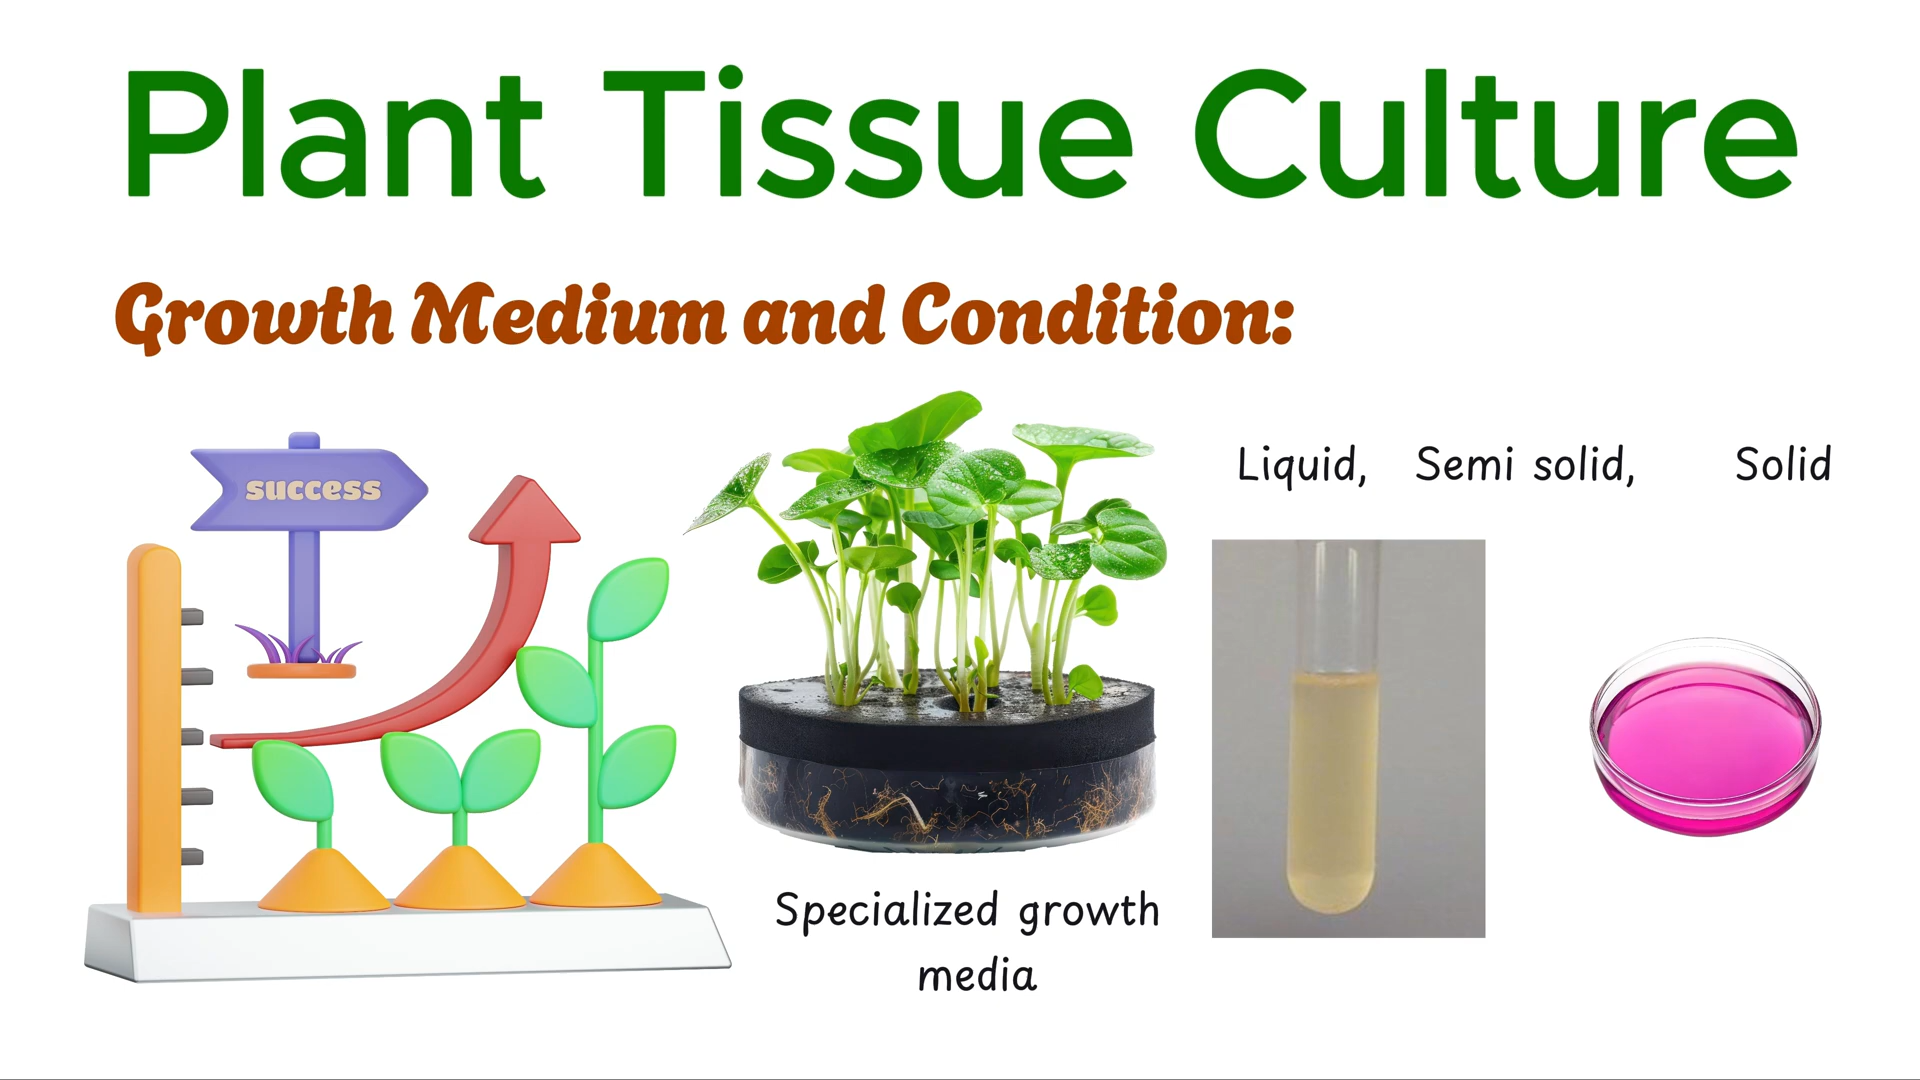 Plant Tissue Culture
Growth Medium and Condition:
success
Liquid, Semi solid, Solid
Specialized growth
media